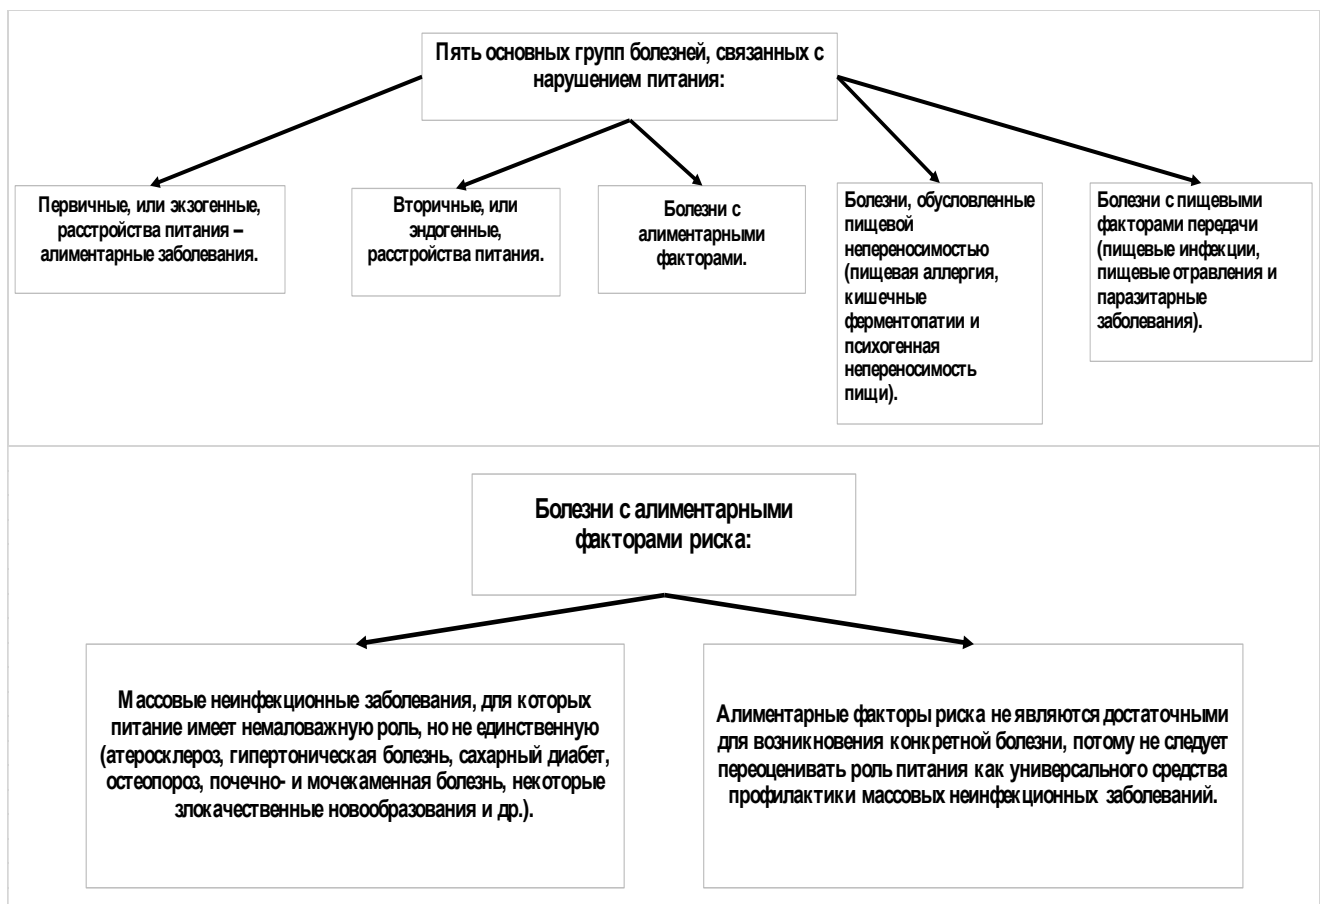 Пять основных групп болезней, связанных с
нарушением питания:
Первичные, или экзогенные,
расстройства питания –
алиментарные заболевания.
Вторичные, или
эндогенные,
расстройства питания.
Болезни с
алиментарными
факторами.
Болезни, обусловленные
пищевой
непереносимостью
(пищевая аллергия,
кишечные
ферментопатии и
психогенная
непереносимость
пищи).
Болезни с пищевыми
факторами передачи
(пищевые инфекции,
пищевые отравления и
паразитарные
заболевания).
Болезни с алиментарными
факторами риска:
Массовые неинфекционные заболевания, для которых
питание имеет немаловажную роль, но не единственную
(атеросклероз, гипертоническая болезнь, сахарный диабет,
остеопороз, почечно- и мочекаменная болезнь, некоторые
злокачественные новообразования и др.).
Алиментарные факторы риска не являются достаточными
для возникновения конкретной болезни, потому не следует
переоценивать роль питания как универсального средства
профилактики массовых неинфекционных заболеваний.